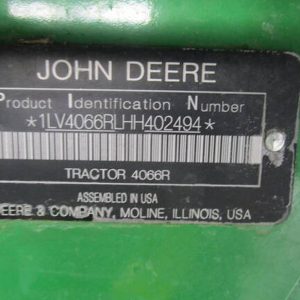 JOHN DEERE
Product Identification Number
*1LV4066RLHH402494*
TRACTOR 4066R
ASSEMBLED IN USA
DEERE & COMPANY, MOLINE, ILLINOIS, USA